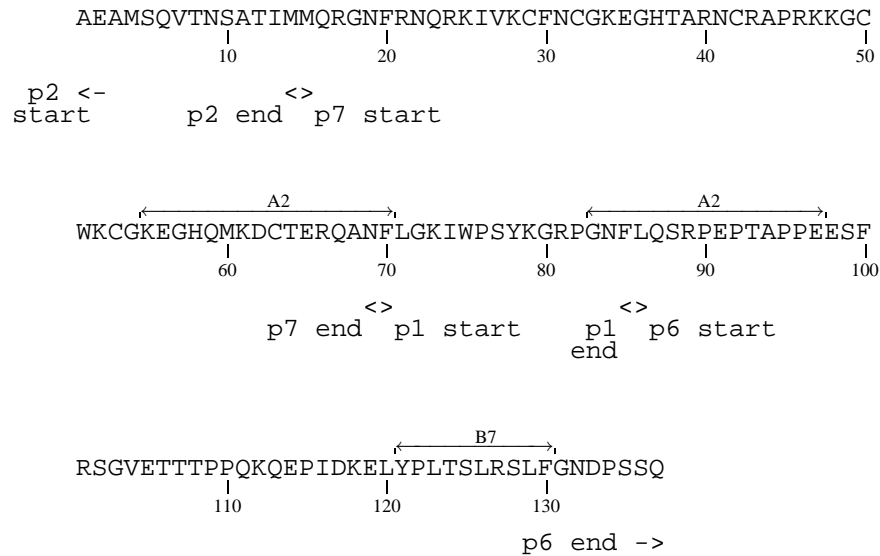 AEAMSQVTNSATIMMQRGNFRNQRKIVKCFNCGKEGHTARNCRAPRKKGC
10 20 30 40 50
p2 <- <>
start p2 end p7 start
A2 A2
WKCGKEGHQMKDCTERQANFLGKIWPSYKGRPGNFLQSRPEPTAPPEESF
60 70 80 90 100
<> <>
p7 end p1 start p1 p6 start
end
B7
RSGVETTTPPQKQEPIDKELYPLTSLRSLFGNDPSSQ
110 120 130
p6 end ->